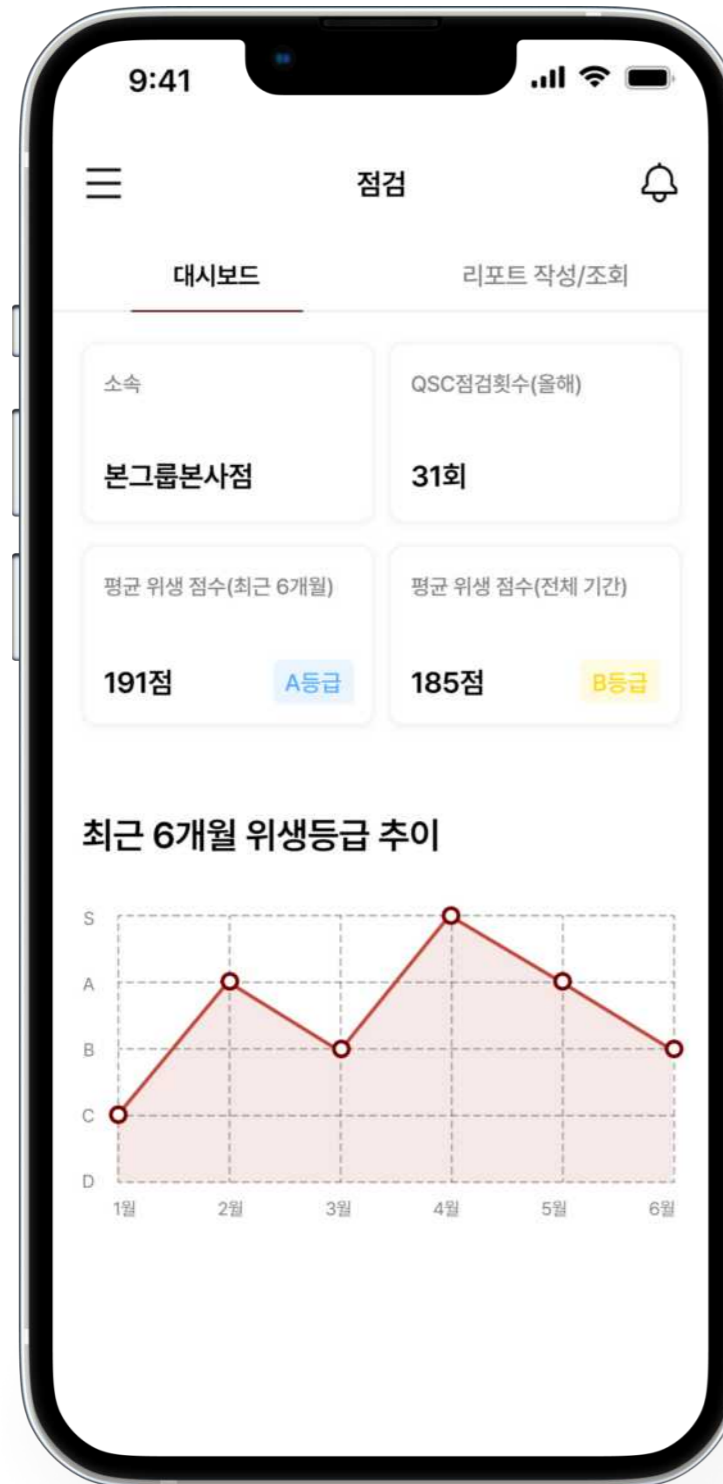 9:41
점검
대시보드 리포트 작성/조회
소속 QSC점검횟수(올해)
본그룹본사점 31회
평균 위생 점수(최근 6개월) 평균 위생 점수(전체 기간)
191점 A등급 185점 B등급
최근 6개월 위생등급 추이
S
A
B
C
D
1월 2월 3월 4월 5월 6월